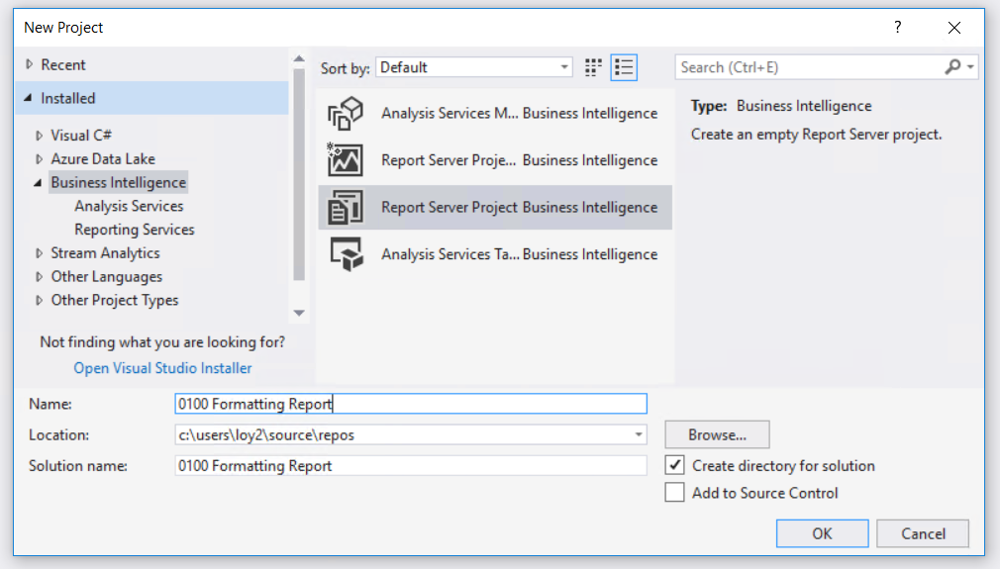 New Project
?
Recent
Installed
Visual C#
Azure Data Lake
Business Intelligence
Analysis Services
Reporting Services
Stream Analytics
Other Languages
Other Project Types
Not finding what you are looking for?
Open Visual Studio Installer
Sort by: Default
Analysis Services M... Business Intelligence
Report Server Proje... Business Intelligence
Report Server Project Business Intelligence
Analysis Services Ta... Business Intelligence
Search (Ctrl+E)
Type: Business Intelligence
Create an empty Report Server project.
Name: 0100 Formatting Report
Location: c:\users\loy2\source\repos
Browse...
Solution name: 0100 Formatting Report
Create directory for solution
Add to Source Control
OK
Cancel